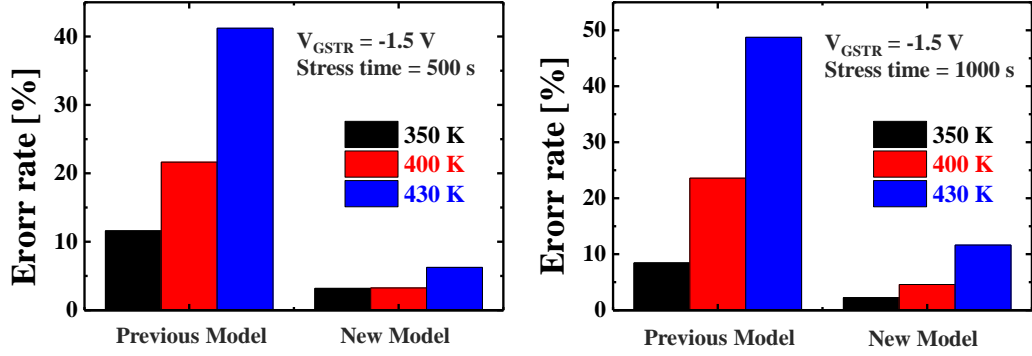 Erorr rate [%]
40
30
20
10
0
V_GSTR = -1.5 V
Stress time = 500 s
350 K
400 K
430 K
Previous Model New Model
Erorr rate [%]
50
40
30
20
10
0
V_GSTR = -1.5 V
Stress time = 1000 s
350 K
400 K
430 K
Previous Model New Model